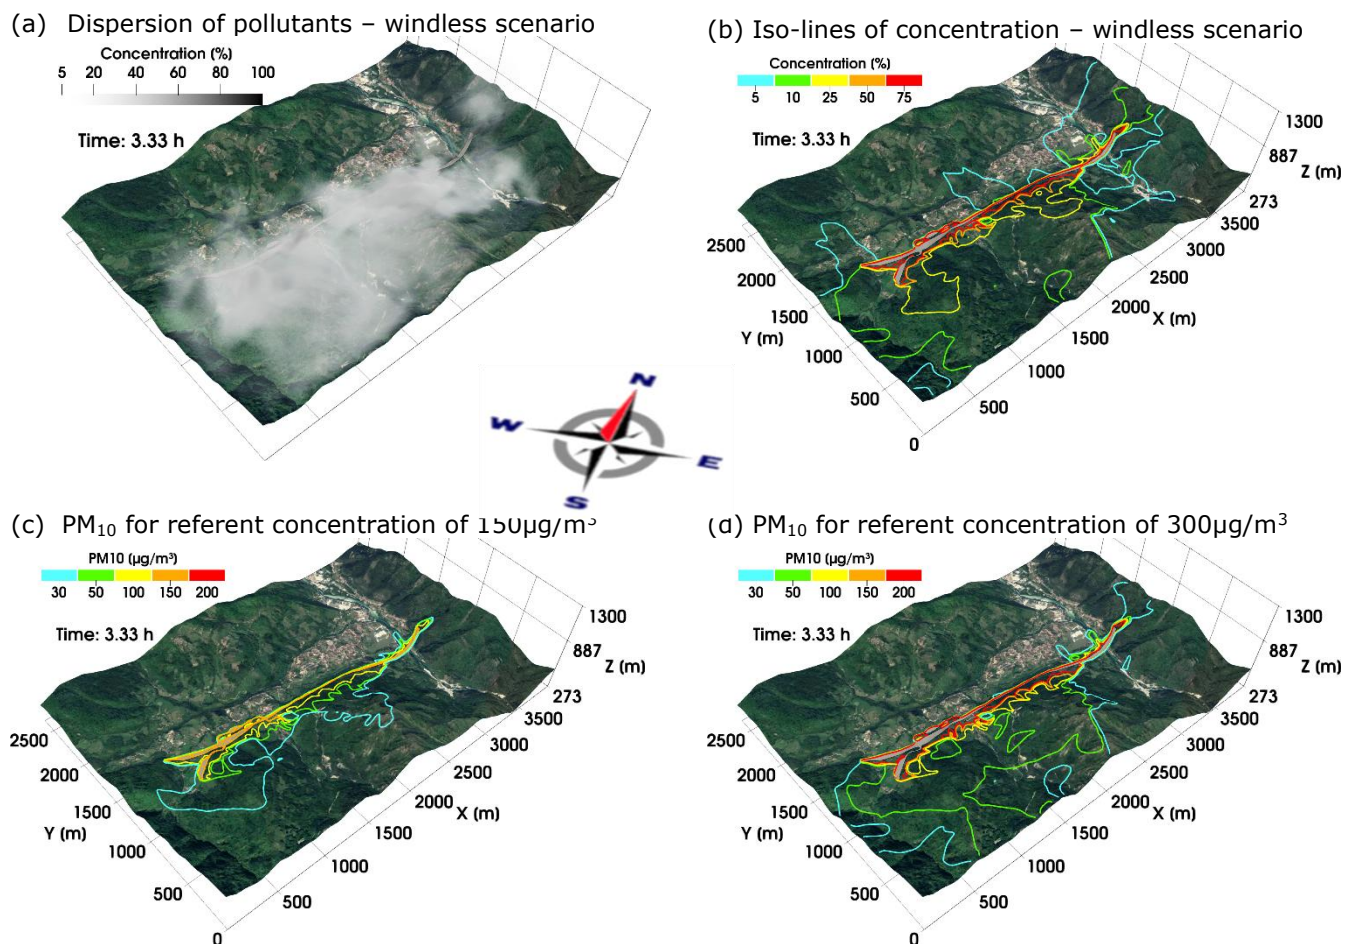 (a) Dispersion of pollutants – windless scenario
Concentration (%)
5 20 40 60 80 100
Time: 3.33 h
(b) Iso-lines of concentration – windless scenario
Concentration (%)
5 10 25 50 75
Time: 3.33 h
1300
887
Z (m)
273
3500
3000
2500
2000
X (m)
1500
1000
500
0
2500
2000
1500
Y (m)
1000
500
N
W
E
S
(c) PM10 for referent concentration of 150µg/m³
PM10 (µg/m³)
30 50 100 150 200
Time: 3.33 h
1300
887
Z (m)
273
3500
3000
2500
2000
X (m)
1500
1000
500
0
2500
2000
1500
Y (m)
1000
500
(d) PM10 for referent concentration of 300µg/m³
PM10 (µg/m³)
30 50 100 150 200
Time: 3.33 h
1300
887
Z (m)
273
3500
3000
2500
2000
X (m)
1500
1000
500
0
2500
2000
1500
Y (m)
1000
500